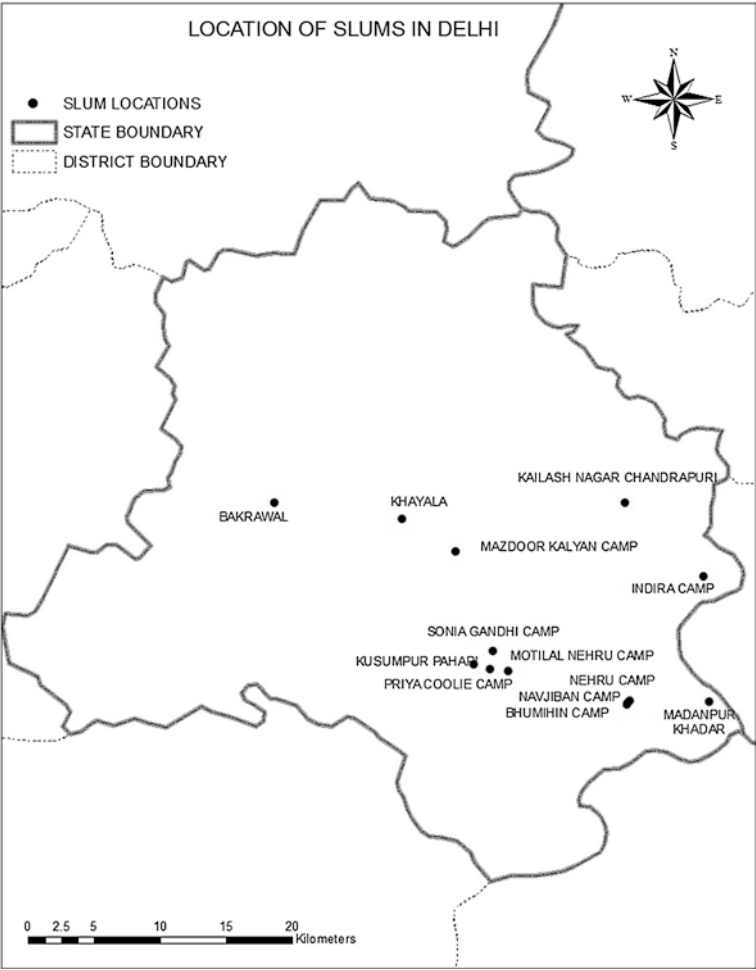 LOCATION OF SLUMS IN DELHI
N
W E
S
SLUM LOCATIONS
STATE BOUNDARY
DISTRICT BOUNDARY
KAILASH NAGAR CHANDRAPURI
KHAYALA
BAKRAWAL
MAZDOOR KALYAN CAMP
INDIRA CAMP
SONIA GANDHI CAMP
MOTILAL NEHRU CAMP
KUSUMPUR PAHARI
NEHRU CAMP
PRIYA COOLIE CAMP
NAVJIBAN CAMP
BHUMIHIN CAMP
MADANPUR
KHADAR
0 2.5 5 10 15 20
Kilometers